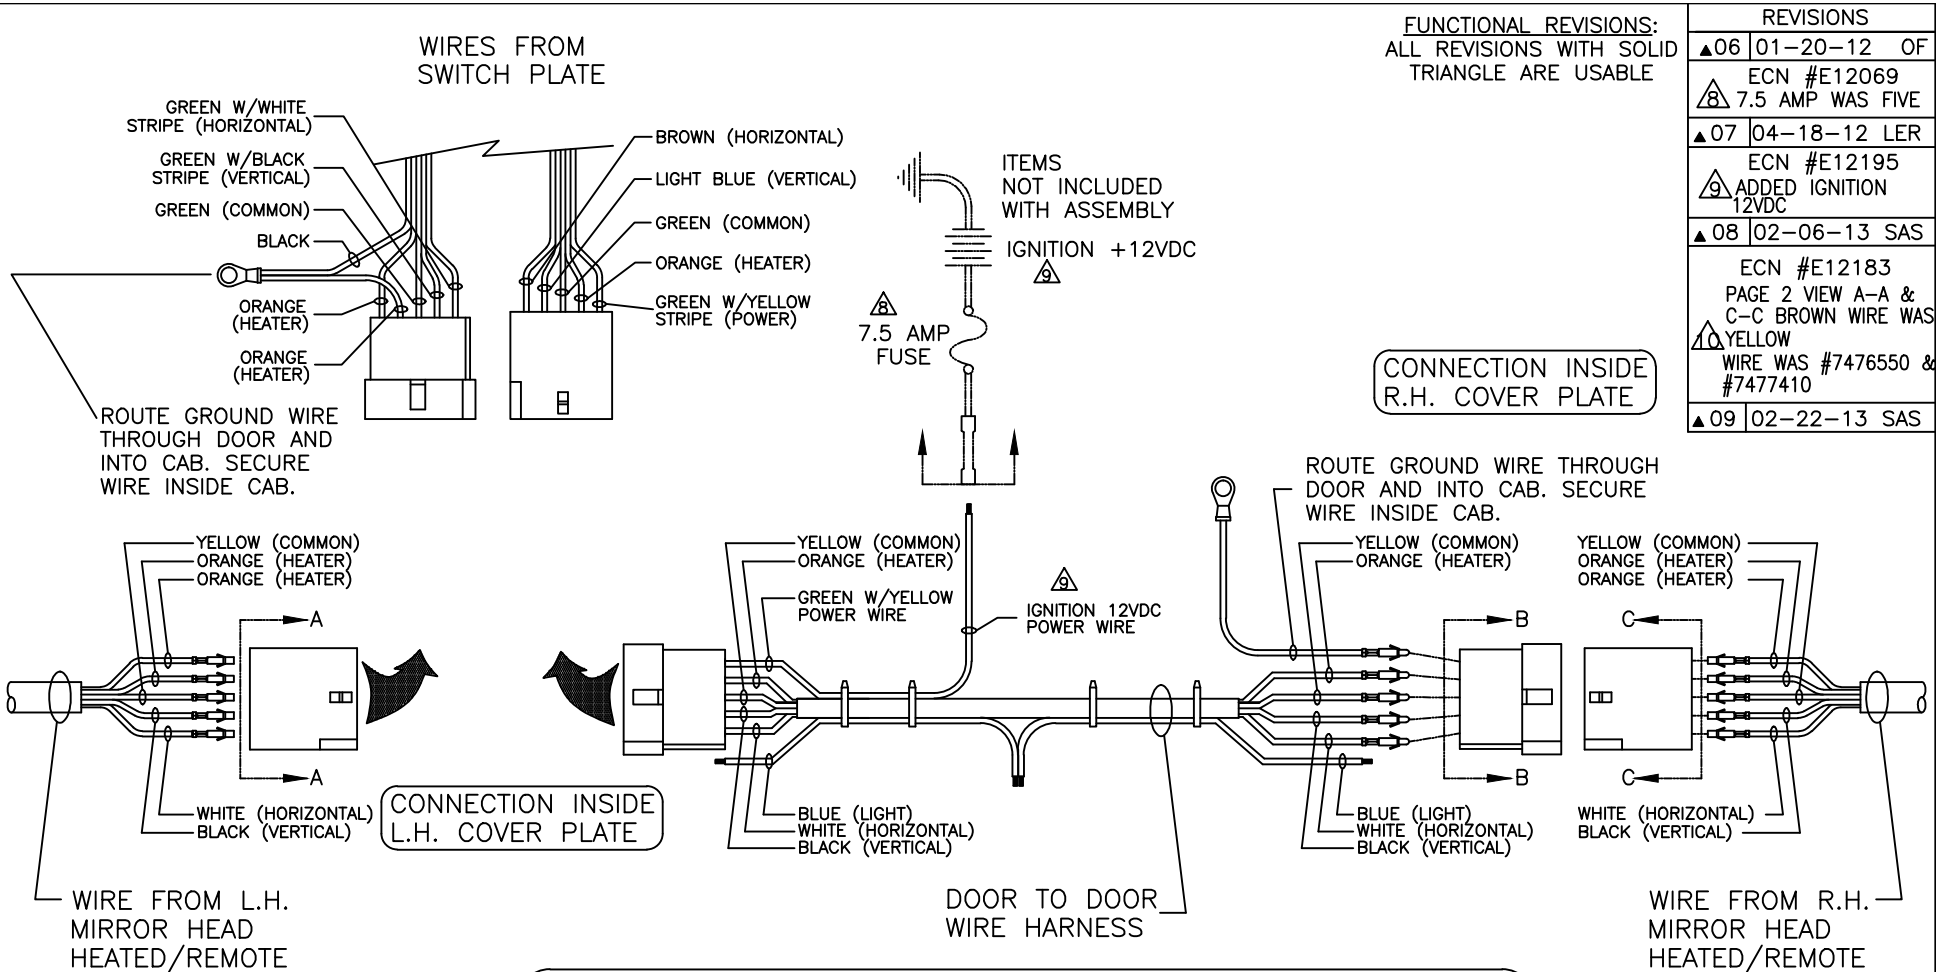 WIRES FROM
SWITCH PLATE
GREEN W/WHITE
STRIPE (HORIZONTAL)
GREEN W/BLACK
STRIPE (VERTICAL)
GREEN (COMMON)
BLACK
ORANGE
(HEATER)
ORANGE
(HEATER)
ROUTE GROUND WIRE
THROUGH DOOR AND
INTO CAB. SECURE
WIRE INSIDE CAB.
BROWN (HORIZONTAL)
LIGHT BLUE (VERTICAL)
GREEN (COMMON)
ORANGE (HEATER)
GREEN W/YELLOW
STRIPE (POWER)
ITEMS
NOT INCLUDED
WITH ASSEMBLY
IGNITION +12VDC
9
8
7.5 AMP
FUSE
FUNCTIONAL REVISIONS:
ALL REVISIONS WITH SOLID
TRIANGLE ARE USABLE
REVISIONS
▲06 01-20-12 OF
ECN #E12069
8 7.5 AMP WAS FIVE
▲07 04-18-12 LER
ECN #E12195
9 ADDED IGNITION
12VDC
▲08 02-06-13 SAS
ECN #E12183
PAGE 2 VIEW A-A &
C-C BROWN WIRE WAS
10 YELLOW
WIRE WAS #7476550 &
#7477410
▲09 02-22-13 SAS
CONNECTION INSIDE
R.H. COVER PLATE
ROUTE GROUND WIRE THROUGH
DOOR AND INTO CAB. SECURE
WIRE INSIDE CAB.
YELLOW (COMMON)
ORANGE (HEATER)
ORANGE (HEATER)
A
A
WHITE (HORIZONTAL)
BLACK (VERTICAL)
CONNECTION INSIDE
L.H. COVER PLATE
WIRE FROM L.H.
MIRROR HEAD
HEATED/REMOTE
YELLOW (COMMON)
ORANGE (HEATER)
GREEN W/YELLOW
POWER WIRE
9
IGNITION 12VDC
POWER WIRE
BLUE (LIGHT)
WHITE (HORIZONTAL)
BLACK (VERTICAL)
DOOR TO DOOR
WIRE HARNESS
YELLOW (COMMON)
ORANGE (HEATER)
B
B
BLUE (LIGHT)
WHITE (HORIZONTAL)
BLACK (VERTICAL)
YELLOW (COMMON)
ORANGE (HEATER)
ORANGE (HEATER)
C
C
WHITE (HORIZONTAL)
BLACK (VERTICAL)
WIRE FROM R.H.
MIRROR HEAD
HEATED/REMOTE